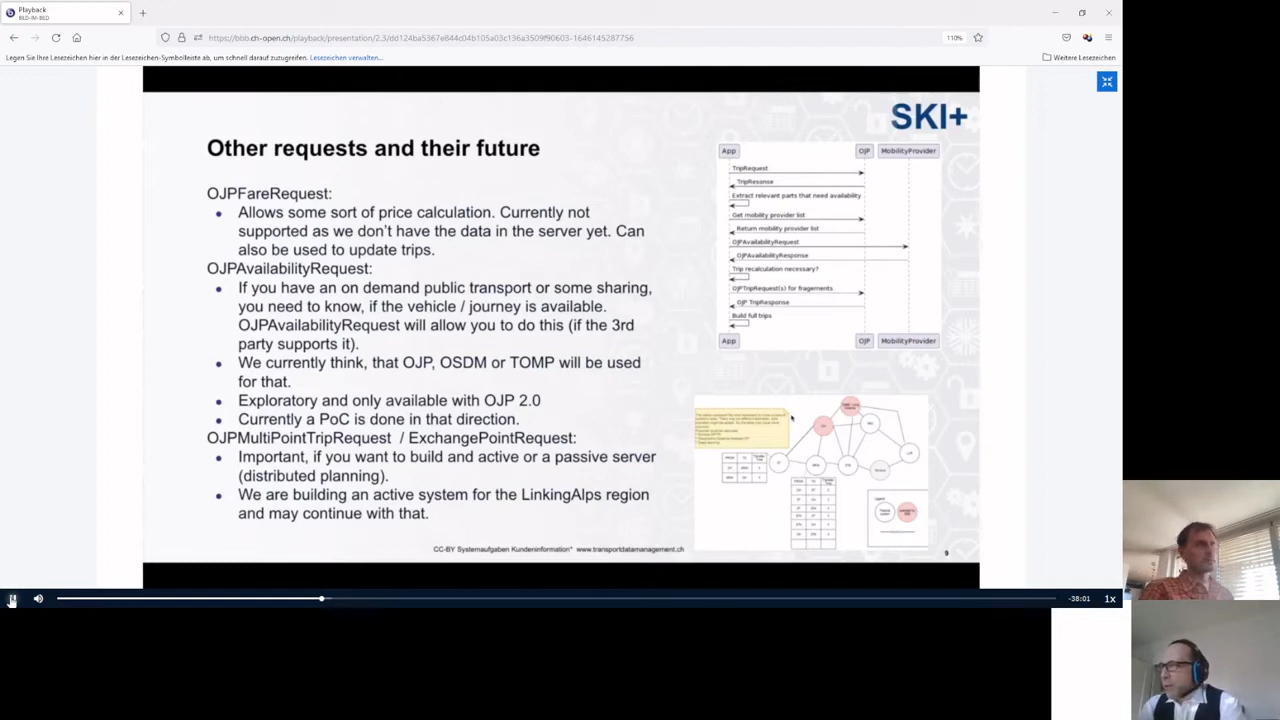 Playback
BILD-IM-BILD
https://bbb.ch-open.ch/playback/presentation/2.3/dd124ba5367e844c04b105a03c136a3509f90603-1646145287756
110%
Legen Sie Ihre Lesezeichen hier in der Lesezeichen-Symbolleiste ab, um schnell darauf zuzugreifen. Lesezeichen verwalten...
Weitere Lesezeichen
SKI+
Other requests and their future
OJPFareRequest:
• Allows some sort of price calculation. Currently not
supported as we don't have the data in the server yet. Can
also be used to update trips.
OJPAvailabilityRequest:
• If you have an on demand public transport or some sharing,
you need to know, if the vehicle / journey is available.
OJPAvailabilityRequest will allow you to do this (if the 3rd
party supports it).
• We currently think, that OJP, OSDM or TOMP will be used
for that.
• Exploratory and only available with OJP 2.0
• Currently a PoC is done in that direction.
OJPMultiPointTripRequest / ExchangePointRequest:
• Important, if you want to build and active or a passive server
(distributed planning).
• We are building an active system for the LinkingAlps region
and may continue with that.
App OJP MobilityProvider
TripRequest
TripResonse
Extract relevant parts that need availability
Get mobility provider list
Return mobility provider list
OJPAvailabilityRequest
OJPAvailabilityResponse
Trip recalculation necessary?
OJPTripRequest(s) for fragements
OJP TripResponse
Build full trips
App OJP MobilityProvider
CC-BY Systemaufgaben Kundeninformation* www.transportdatamanagement.ch
9
-38:01
1x